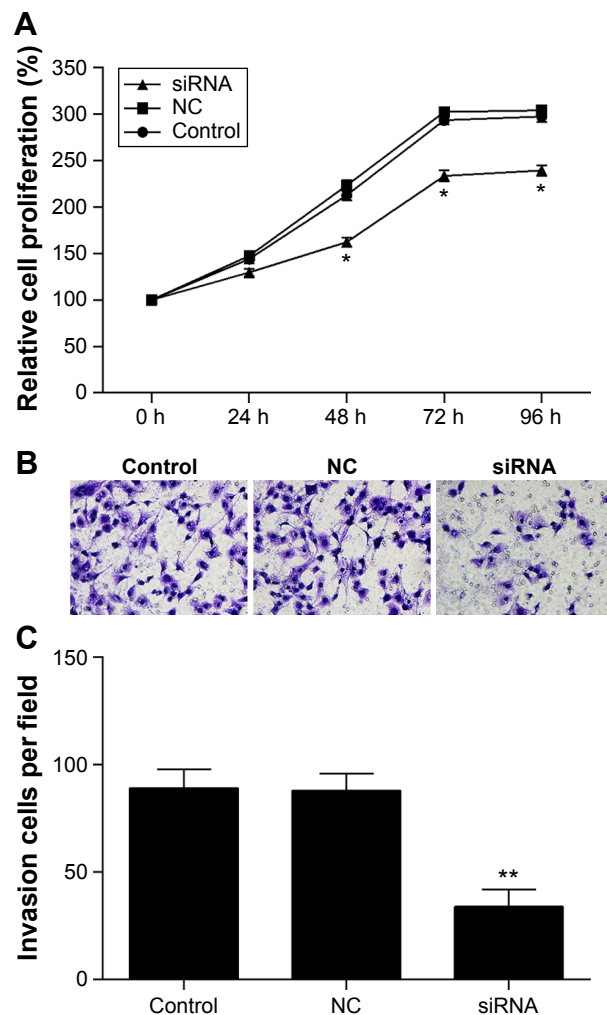 A
Relative cell proliferation (%)
350
300
250
200
150
100
50
0
siRNA
NC
Control
*
*
*
0 h 24 h 48 h 72 h 96 h
B
Control NC siRNA
C
Invasion cells per field
150
100
50
0
**
Control NC siRNA